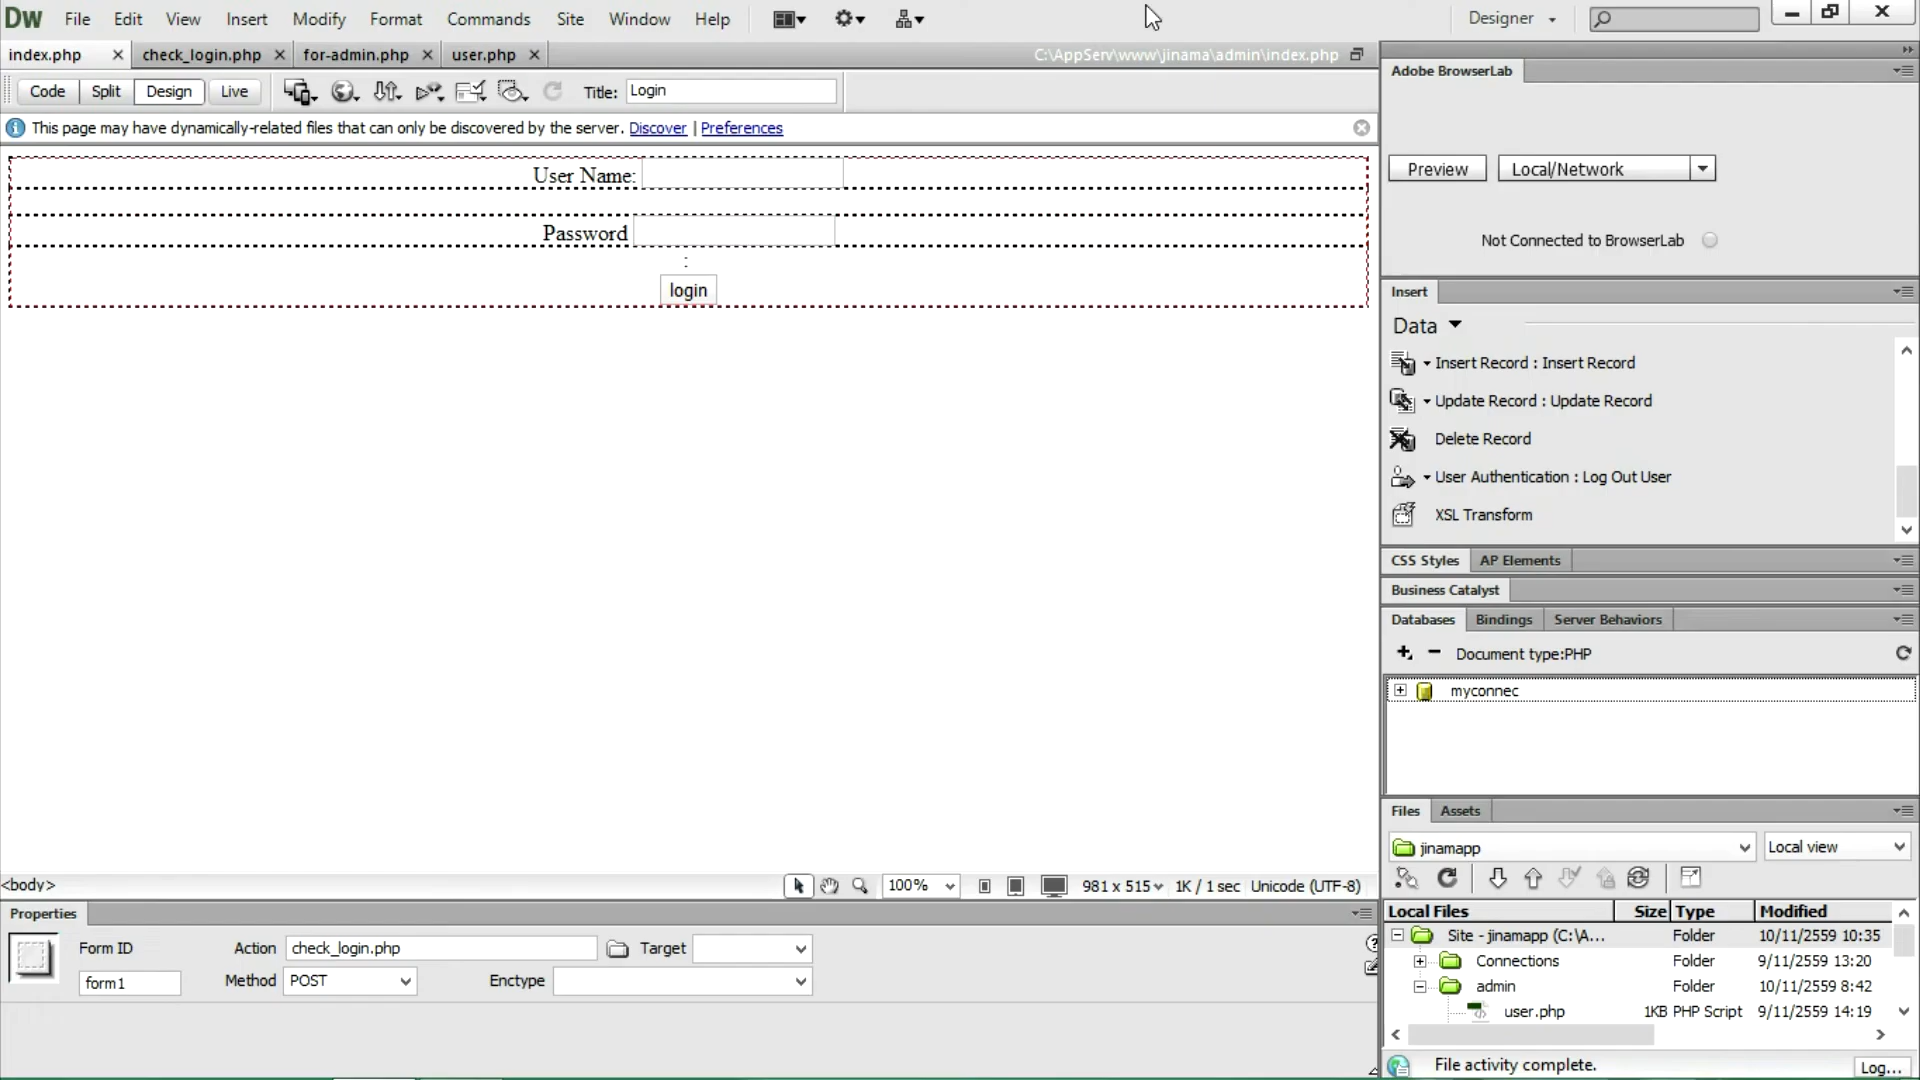 Dw File Edit View Insert Modify Format Commands Site Window Help Designer
index.php check_login.php for-admin.php user.php C:\AppServ\www\jinama\admin\index.php
Code Split Design Live Title: Login
This page may have dynamically-related files that can only be discovered by the server. Discover | Preferences
User Name:
Password
:
login
<body> 100% 981 x 515 1K / 1 sec Unicode (UTF-8)
Properties
Form ID Action check_login.php Target
form1 Method POST Enctype
Adobe BrowserLab
Preview Local/Network
Not Connected to BrowserLab
Insert
Data
Insert Record : Insert Record
Update Record : Update Record
Delete Record
User Authentication : Log Out User
XSL Transform
CSS Styles AP Elements
Business Catalyst
Databases Bindings Server Behaviors
Document type:PHP
myconnec
Files Assets
jinamapp Local view
Local Files Size Type Modified
Site - jinamapp (C:\A... Folder 10/11/2559 10:35
Connections Folder 9/11/2559 13:20
admin Folder 10/11/2559 8:42
user.php 1KB PHP Script 9/11/2559 14:19
File activity complete. Log...